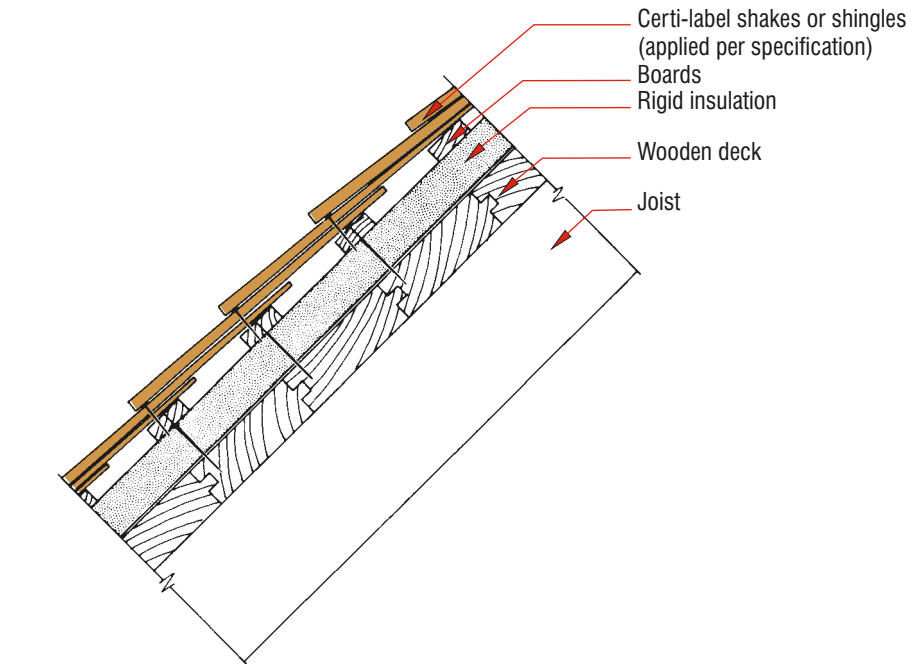 Certi-label shakes or shingles
(applied per specification)
Boards
Rigid insulation
Wooden deck
Joist